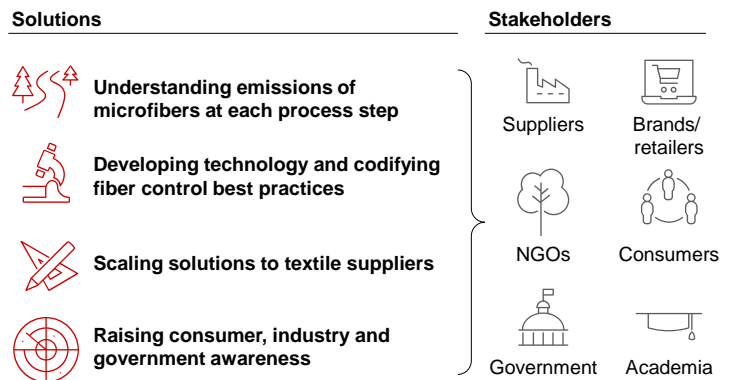 Solutions
Understanding emissions of
microfibers at each process step
Developing technology and codifying
fiber control best practices
Scaling solutions to textile suppliers
Raising consumer, industry and
government awareness
Stakeholders
Suppliers
Brands/
retailers
NGOs
Consumers
Government
Academia